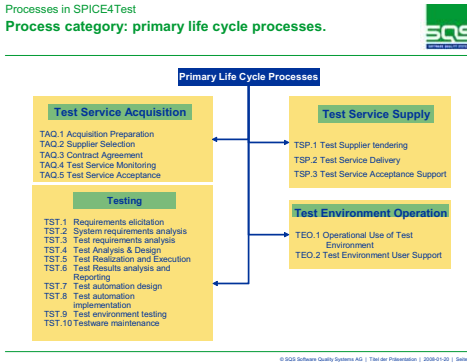 Processes in SPICE4Test
Process category: primary life cycle processes.
SQS
SOFTWARE QUALITY SYSTEMS
Primary Life Cycle Processes
Test Service Acquisition
TAQ.1 Acquisition Preparation
TAQ.2 Supplier Selection
TAQ.3 Contract Agreement
TAQ.4 Test Service Monitoring
TAQ.5 Test Service Acceptance
Test Service Supply
TSP.1 Test Supplier tendering
TSP.2 Test Service Delivery
TSP.3 Test Service Acceptance Support
Testing
TST.1 Requirements elicitation
TST.2 System requirements analysis
TST.3 Test requirements analysis
TST.4 Test Analysis & Design
TST.5 Test Realization and Execution
TST.6 Test Results analysis and
Reporting
TST.7 Test automation design
TST.8 Test automation
implementation
TST.9 Test environment testing
TST.10 Testware maintenance
Test Environment Operation
TEO.1 Operational Use of Test
Environment
TEO.2 Test Environment User Support
© SQS Software Quality Systems AG | Titel der Präsentation | 2009-01-20 | Seite